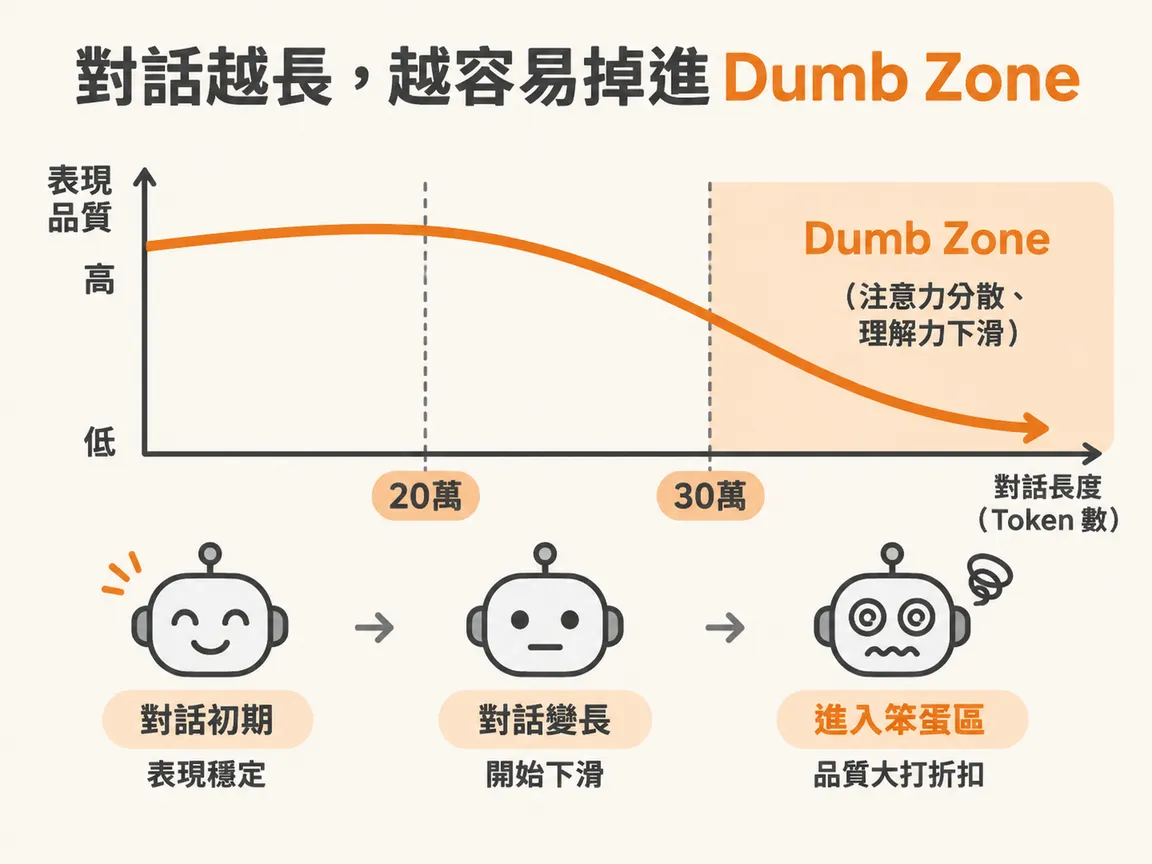 對話越長，越容易掉進 Dumb Zone
表現
品質
高
低
Dumb Zone
（注意力分散、
理解力下滑）
20萬
30萬
對話長度
（Token 數）
對話初期
對話變長
進入笨蛋區
表現穩定
開始下滑
品質大打折扣